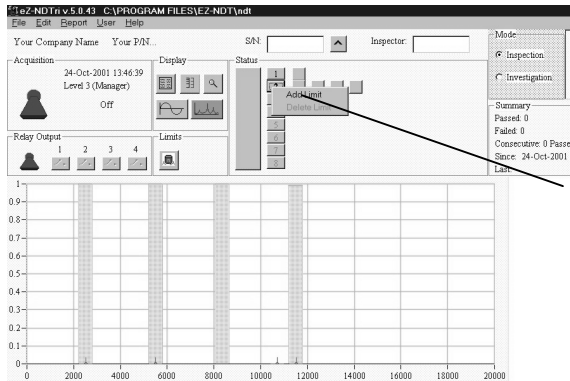 eZ-NDTri v.5.0.43 C:\PROGRAM FILES\EZ-NDT\ndt
File Edit Report User Help
Your Company Name Your P/N...
S/N:
Inspector:
Mode
Inspection
Investigation
Acquisition
24-Oct-2001 13:46:39
Level 3 (Manager)
Off
Display
Status
1
2
Add Limit
Delete Limit
5
6
7
8
Relay Output
1 2 3 4
Limits
Summary
Passed: 0
Failed: 0
Consecutive: 0 Passe
Since: 24-Oct-2001
Last:
1
0.9
0.8
0.7
0.6
0.5
0.4
0.3
0.2
0.1
0
0 2000 4000 6000 8000 10000 12000 14000 16000 18000 20000